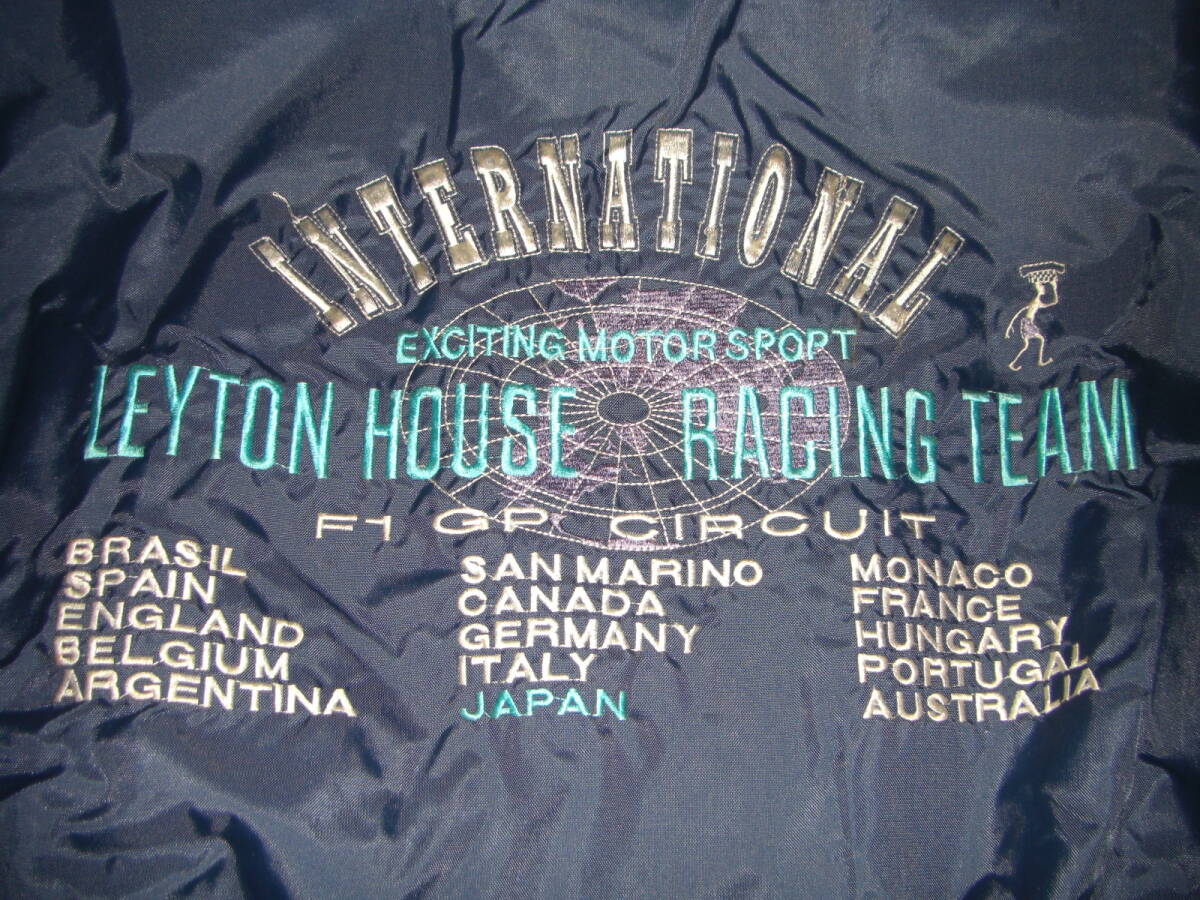 INTERNATIONAL
EXCITING MOTOR SPOPT
LEYTON HOUSE RACING TEAM
F1 GP CIRCUIT
BRASIL SAN MARINO MONACO
SPAIN CANADA FRANCE
ENGLAND GERMANY HUNGARY
BELGIUM ITALY PORTUGAL
ARGENTINA JAPAN AUSTRALIA